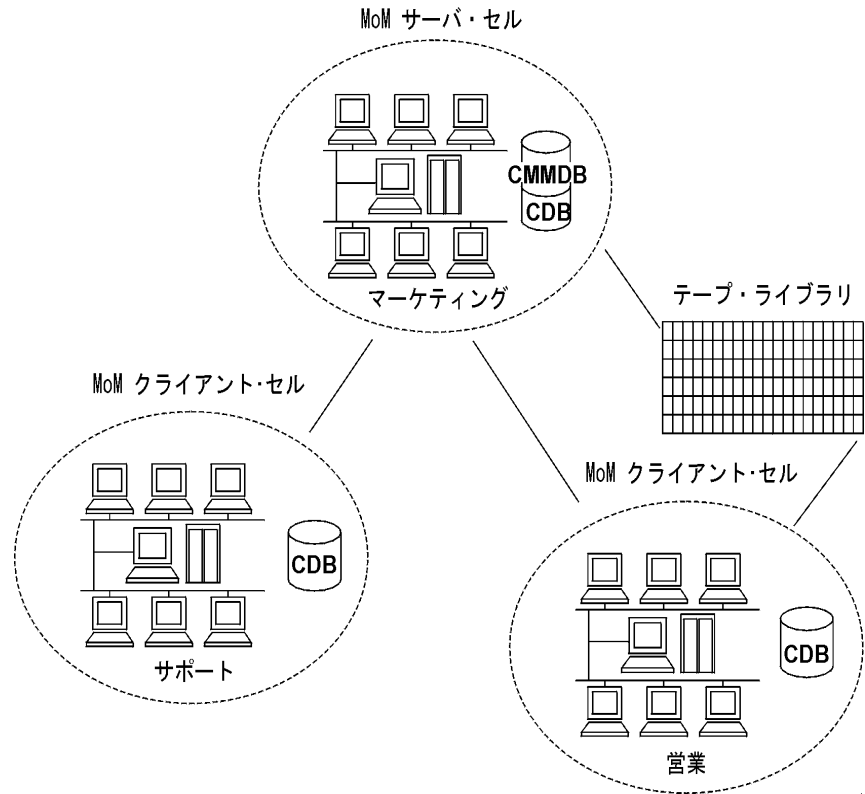 MoM サーバ・セル
CMMDB
CDB
マーケティング
テープ・ライブラリ
MoM クライアント・セル
CDB
サポート
MoM クライアント・セル
CDB
営業